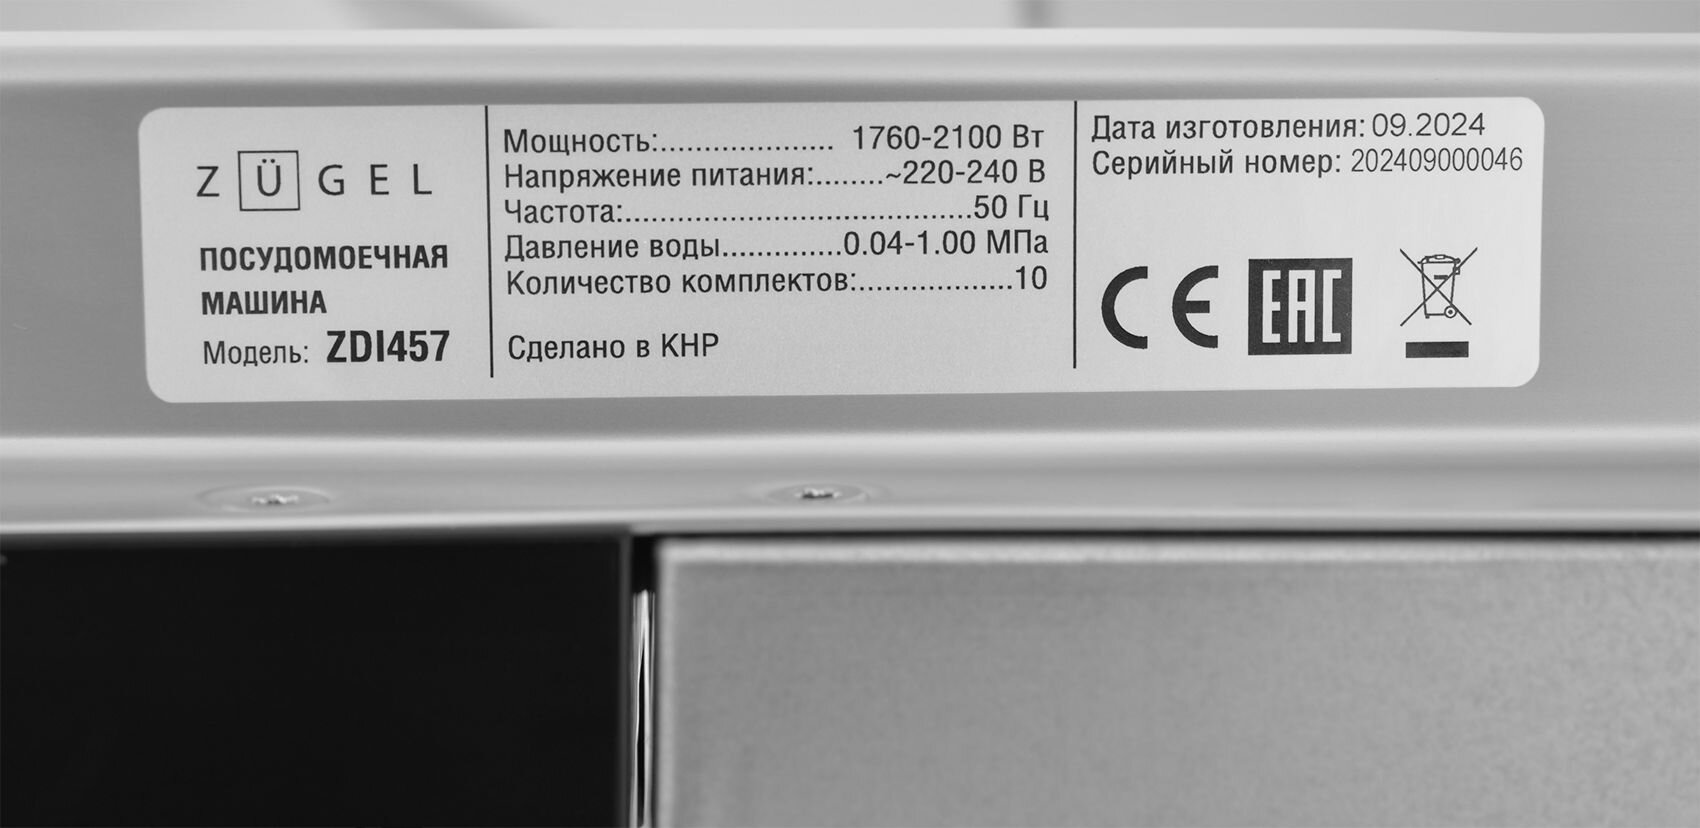 ZÜGEL
ПОСУДОМОЕЧНАЯ
МАШИНА
Модель: ZDI457
Мощность:................... 1760-2100 Вт
Напряжение питания:........~220-240 В
Частота:.......................................50 Гц
Давление воды.............0.04-1.00 МПа
Количество комплектов:.................10
Сделано в КНР
Дата изготовления: 09.2024
Серийный номер: 202409000046
CE EAC